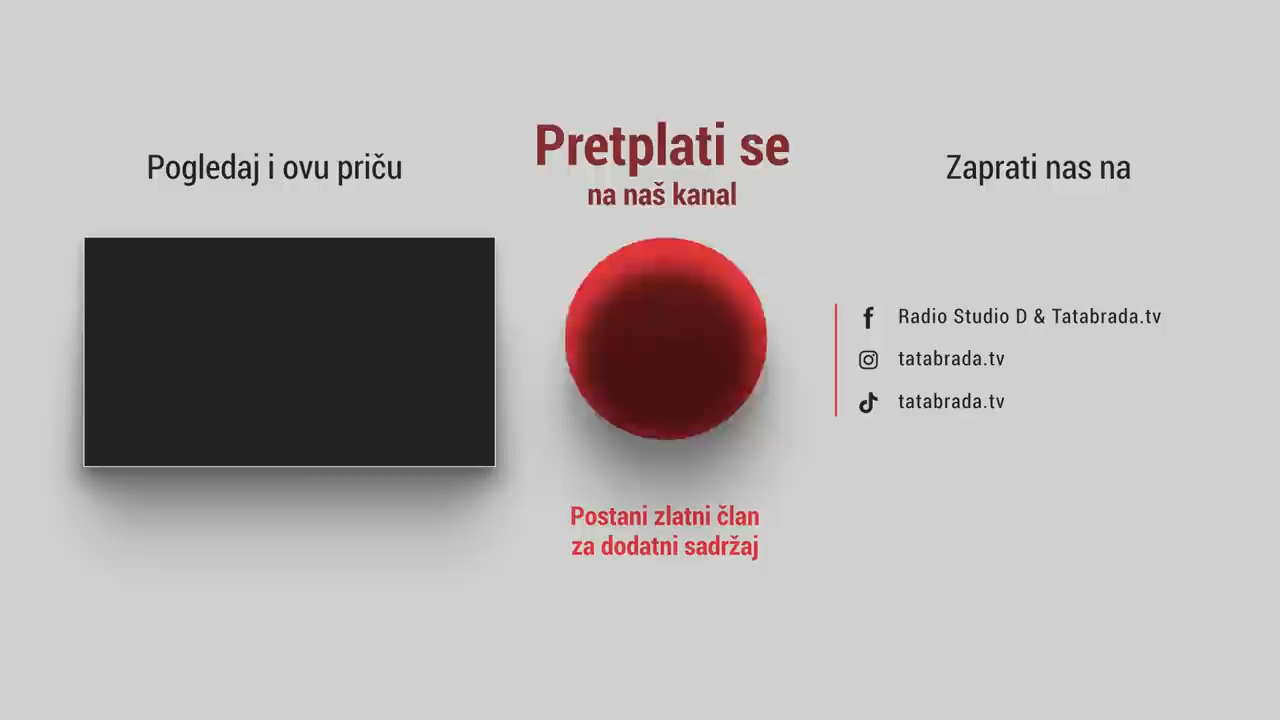 Pogledaj i ovu priču
Pretplati se
na naš kanal
Postani zlatni član
za dodatni sadržaj
Zaprati nas na
Radio Studio D & Tatabrada.tv
tatabrada.tv
tatabrada.tv